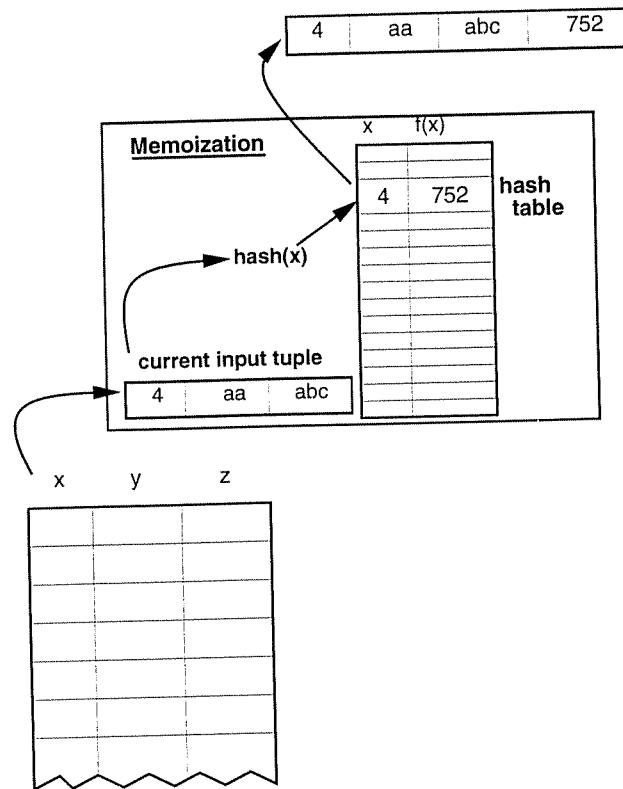 4 aa abc 752
Memoization
x f(x)
4 752
hash
table
hash(x)
current input tuple
4 aa abc
x y z